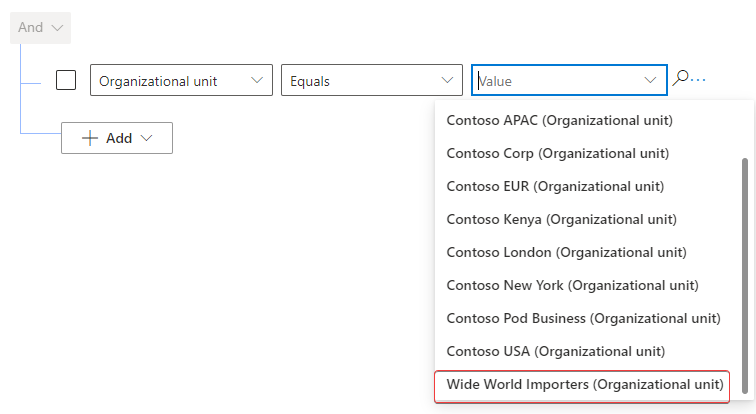 And
Organizational unit Equals Value
Add
Contoso APAC (Organizational unit)
Contoso Corp (Organizational unit)
Contoso EUR (Organizational unit)
Contoso Kenya (Organizational unit)
Contoso London (Organizational unit)
Contoso New York (Organizational unit)
Contoso Pod Business (Organizational unit)
Contoso USA (Organizational unit)
Wide World Importers (Organizational unit)